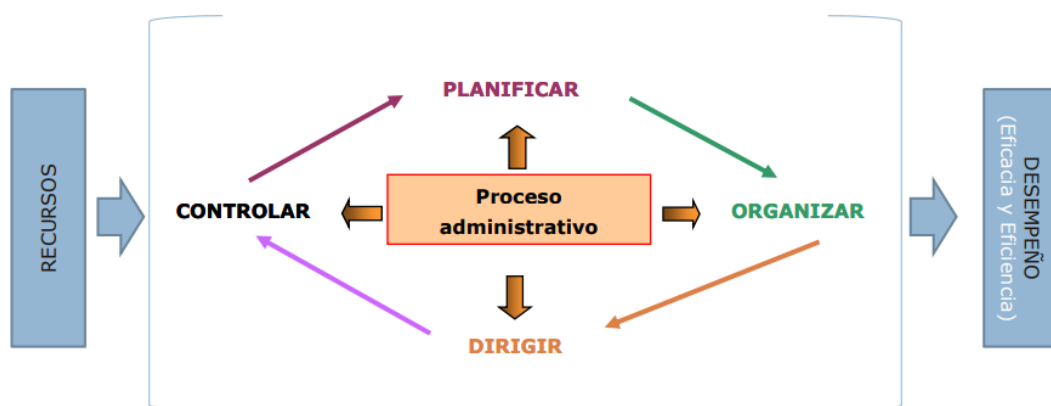 RECURSOS
PLANIFICAR
CONTROLAR
Proceso
administrativo
ORGANIZAR
DIRIGIR
DESEMPEÑO
(Eficacia y Eficiencia)